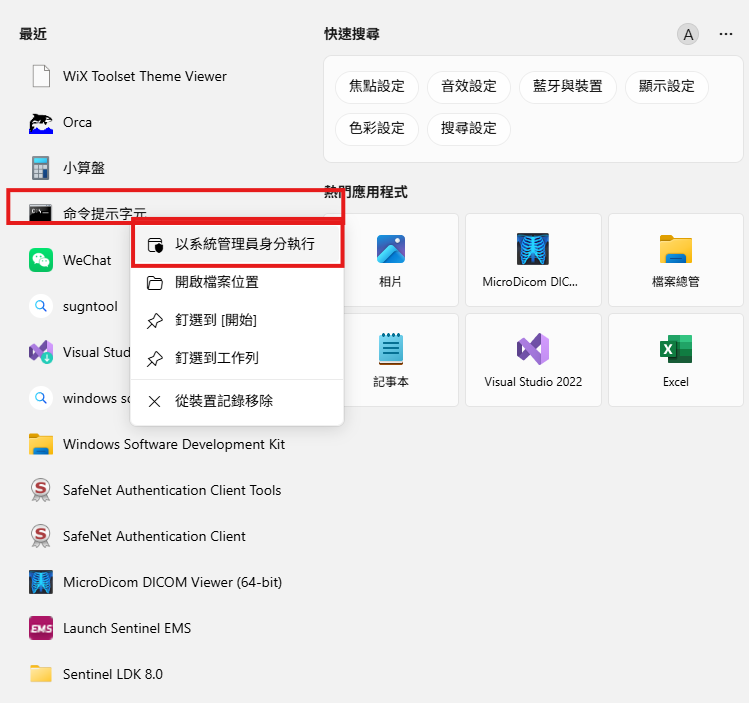 最近
WiX Toolset Theme Viewer
Orca
小算盤
命令提示字元
WeChat
sugntool
Visual Stud
windows sc
Windows Software Development Kit
SafeNet Authentication Client Tools
SafeNet Authentication Client
MicroDicom DICOM Viewer (64-bit)
EMS
Launch Sentinel EMS
Sentinel LDK 8.0
以系統管理員身分執行
開啟檔案位置
釘選到 [開始]
釘選到工作列
從裝置記錄移除
快速搜尋
A
焦點設定
音效設定
藍牙與裝置
顯示設定
色彩設定
搜尋設定
熱門應用程式
相片
MicroDicom DIC...
檔案總管
記事本
Visual Studio 2022
Excel